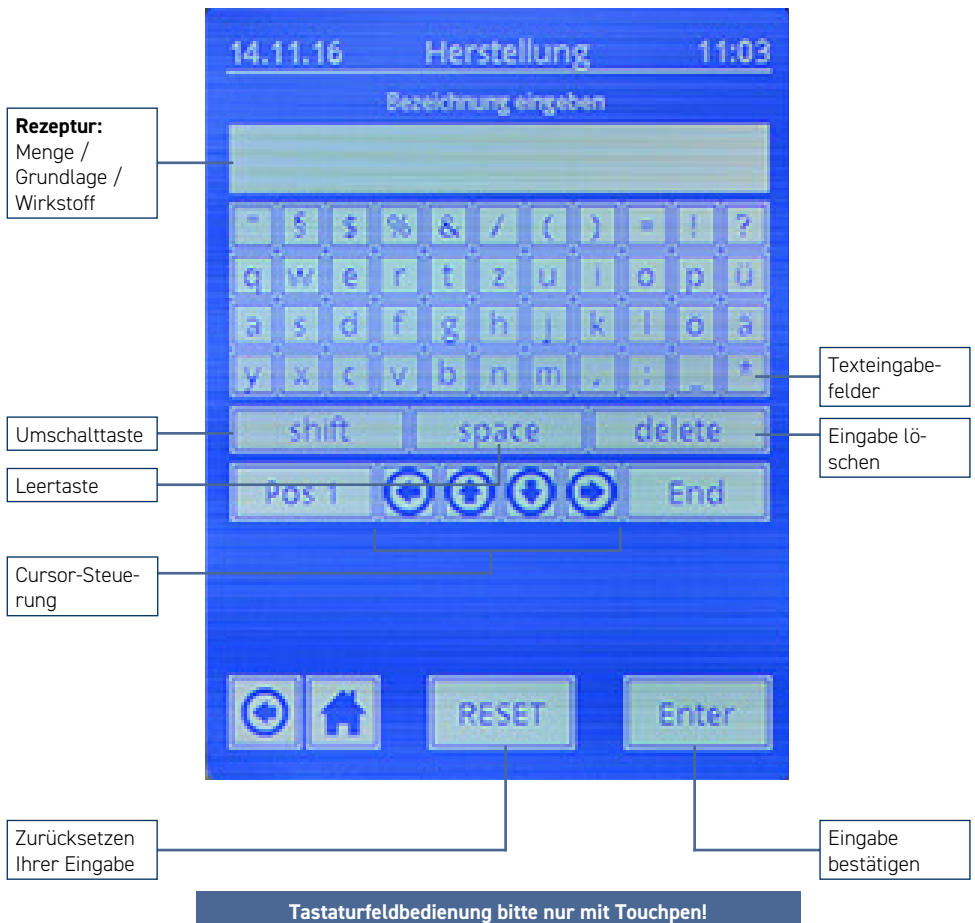 14.11.16 Herstellung 11:03
Bezeichnung eingeben
Rezeptur:
Menge /
Grundlage /
Wirkstoff
" § $ % & / ( ) = ! ?
q w e r t z u i o p ü
a s d f g h j k l ö ä
y x c v b n m , : _ *
Texteingabe-
felder
shift space delete
Umschalttaste
Eingabe lö-
schen
Leertaste
Pos 1 End
Cursor-Steue-
rung
RESET Enter
Zurücksetzen
Ihrer Eingabe
Eingabe
bestätigen
Tastaturfeldbedienung bitte nur mit Touchpen!